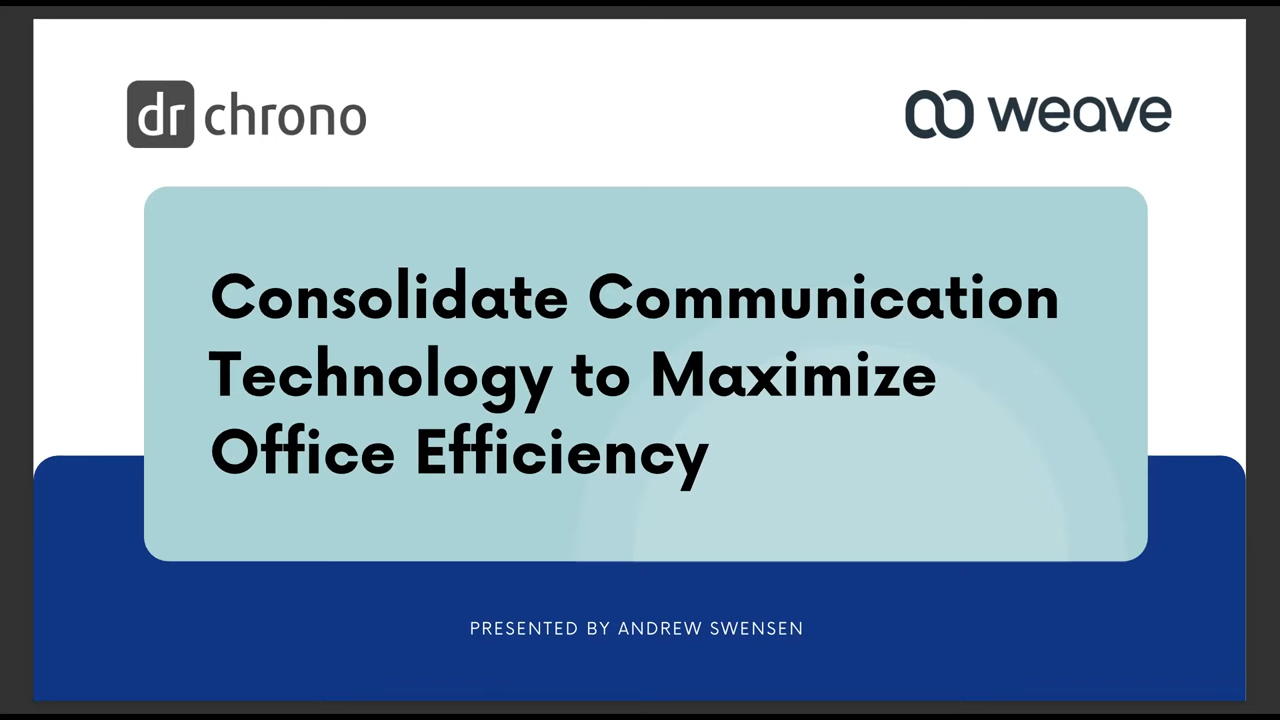 dr chrono
weave
Consolidate Communication
Technology to Maximize
Office Efficiency
PRESENTED BY ANDREW SWENSEN